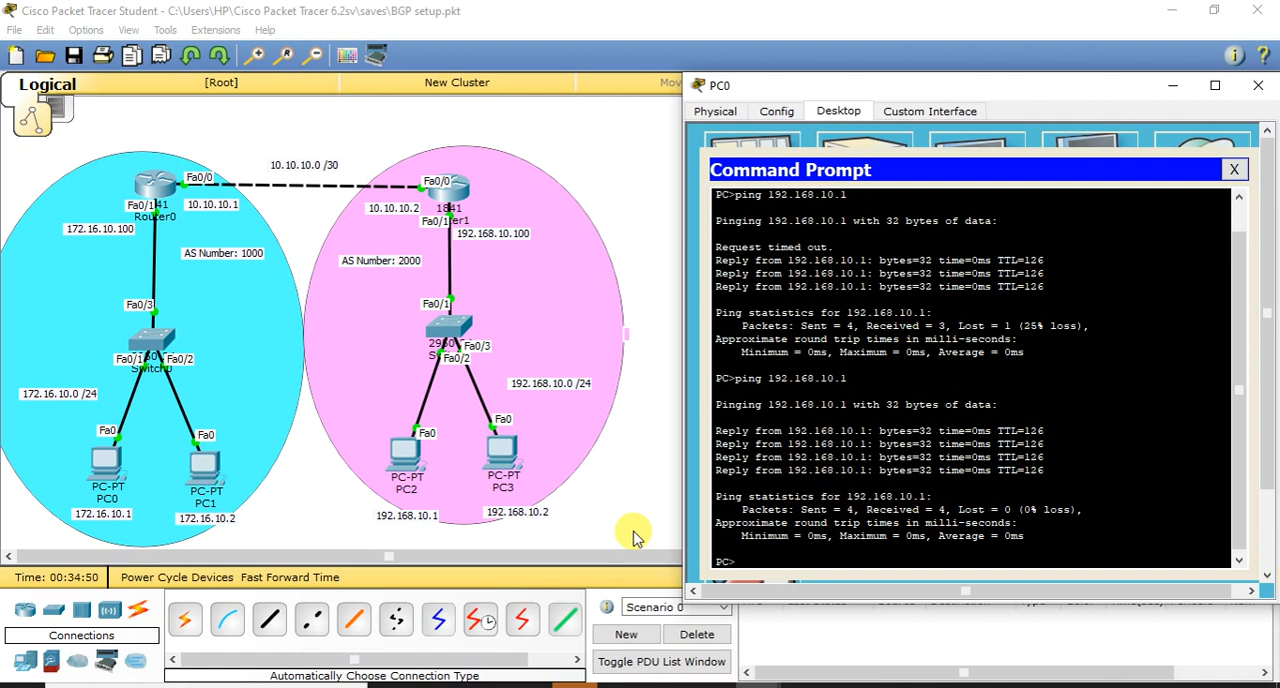 Cisco Packet Tracer Student - C:\Users\HP\Cisco Packet Tracer 6.2sv\saves\BGP setup.pkt
File Edit Options View Tools Extensions Help
Logical
[Root]
New Cluster
PC0
Physical Config Desktop Custom Interface
Command Prompt
X
PC>ping 192.168.10.1
Pinging 192.168.10.1 with 32 bytes of data:
Request timed out.
Reply from 192.168.10.1: bytes=32 time=0ms TTL=126
Reply from 192.168.10.1: bytes=32 time=0ms TTL=126
Reply from 192.168.10.1: bytes=32 time=0ms TTL=126
Ping statistics for 192.168.10.1:
Packets: Sent = 4, Received = 3, Lost = 1 (25% loss),
Approximate round trip times in milli-seconds:
Minimum = 0ms, Maximum = 0ms, Average = 0ms
PC>ping 192.168.10.1
Pinging 192.168.10.1 with 32 bytes of data:
Reply from 192.168.10.1: bytes=32 time=0ms TTL=126
Reply from 192.168.10.1: bytes=32 time=0ms TTL=126
Reply from 192.168.10.1: bytes=32 time=0ms TTL=126
Reply from 192.168.10.1: bytes=32 time=0ms TTL=126
Ping statistics for 192.168.10.1:
Packets: Sent = 4, Received = 4, Lost = 0 (0% loss),
Approximate round trip times in milli-seconds:
Minimum = 0ms, Maximum = 0ms, Average = 0ms
PC>
10.10.10.0 /30
Fa0/0
Fa0/0
10.10.10.1
10.10.10.2
Fa0/1
Router0
1841
Fa0/1
172.16.10.100
192.168.10.100
AS Number: 1000
AS Number: 2000
Fa0/3
Fa0/1
Fa0/2
Switch0
Fa0/3
Fa0/2
172.16.10.0 /24
192.168.10.0 /24
Fa0
Fa0
Fa0
Fa0
PC-PT
PC0
PC-PT
PC1
PC-PT
PC2
PC-PT
PC3
172.16.10.1
172.16.10.2
192.168.10.1
192.168.10.2
Time: 00:34:50 Power Cycle Devices Fast Forward Time
Connections
Automatically Choose Connection Type
Scenario 0
New Delete
Toggle PDU List Window